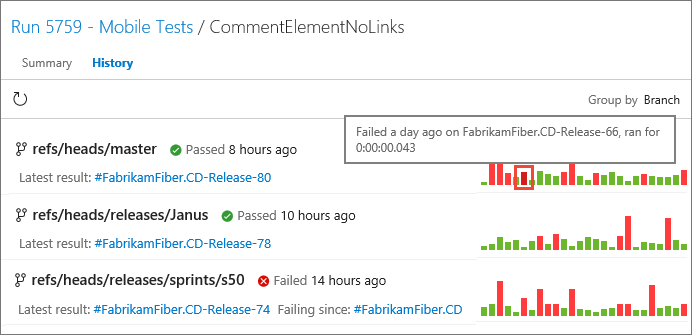 Run 5759 - Mobile Tests / CommentElementNoLinks
Summary History
Group by Branch
Failed a day ago on FabrikamFiber.CD-Release-66, ran for
0:00:00.043
refs/heads/master Passed 8 hours ago
Latest result: #FabrikamFiber.CD-Release-80
refs/heads/releases/Janus Passed 10 hours ago
Latest result: #FabrikamFiber.CD-Release-78
refs/heads/releases/sprints/s50 Failed 14 hours ago
Latest result: #FabrikamFiber.CD-Release-74 Failing since: #FabrikamFiber.CD